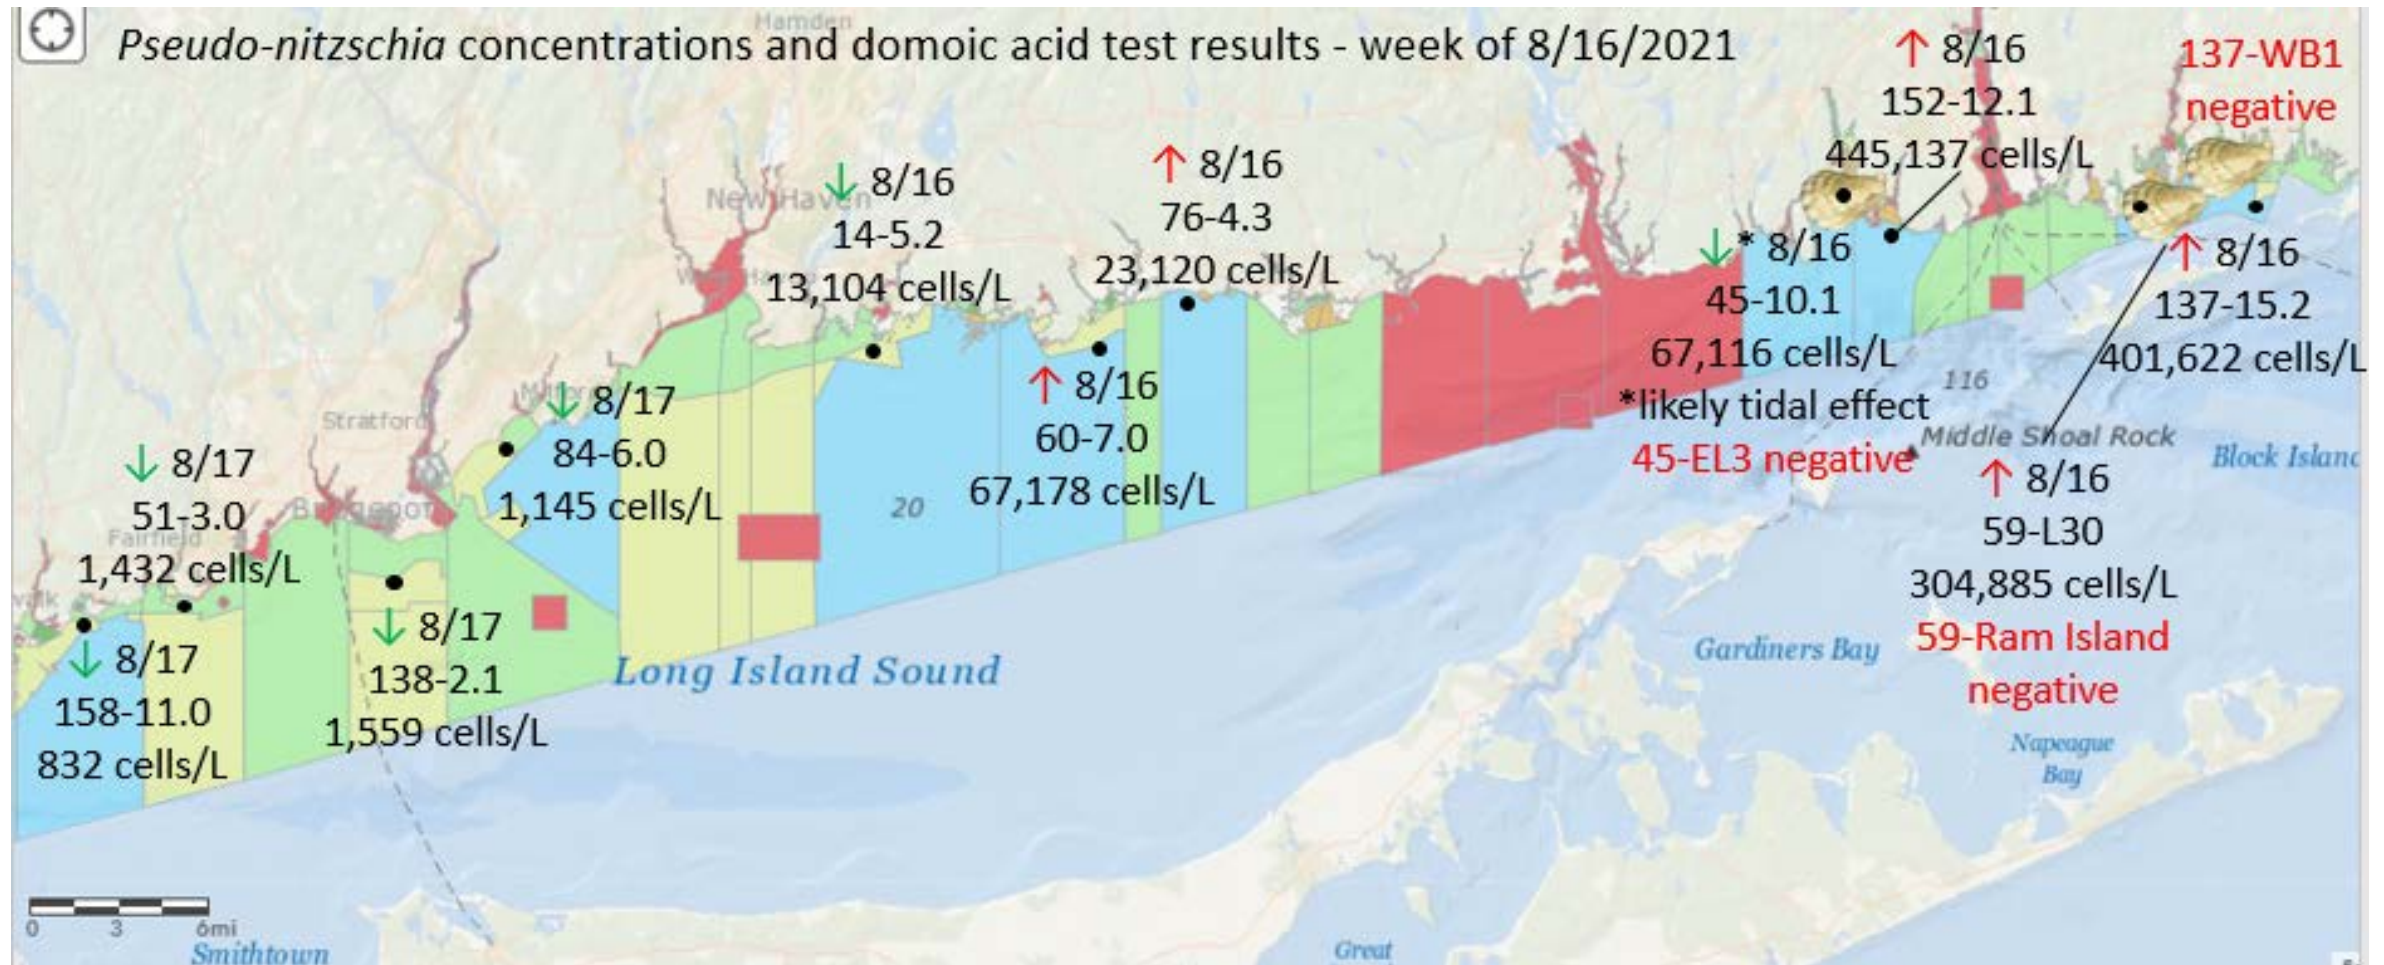 Hamden
Pseudo-nitzschia concentrations and domoic acid test results - week of 8/16/2021
↑ 8/16
152-12.1
445,137 cells/L
137-WB1
negative
↑ 8/16
76-4.3
23,120 cells/L
New Haven
↓ 8/16
14-5.2
13,104 cells/L
↓* 8/16
45-10.1
67,116 cells/L
*likely tidal effect
45-EL3 negative
↑ 8/16
137-15.2
401,622 cells/L
116
Middle Shoal Rock
Block Island
↑ 8/16
60-7.0
67,178 cells/L
20
Milford
↓ 8/17
84-6.0
1,145 cells/L
Stratford
Bridgeport
↓ 8/17
51-3.0
Fairfield
1,432 cells/L
↑ 8/16
59-L30
304,885 cells/L
59-Ram Island
negative
↓ 8/17
158-11.0
832 cells/L
↓ 8/17
138-2.1
1,559 cells/L
Long Island Sound
Gardiners Bay
Napeague
Bay
0 3 6mi
Smithtown
Great